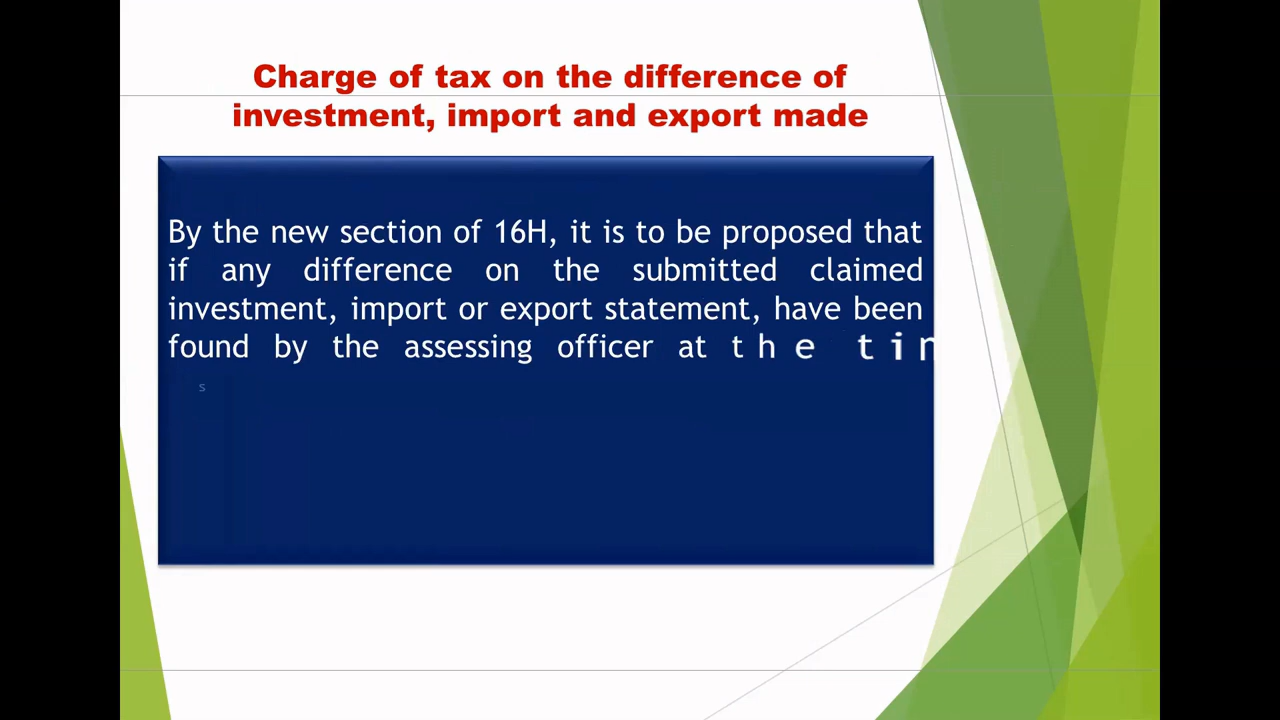 Charge of tax on the difference of
investment, import and export made
By the new section of 16H, it is to be proposed that
if any difference on the submitted claimed
investment, import or export statement, have been
found by the assessing officer at the
s